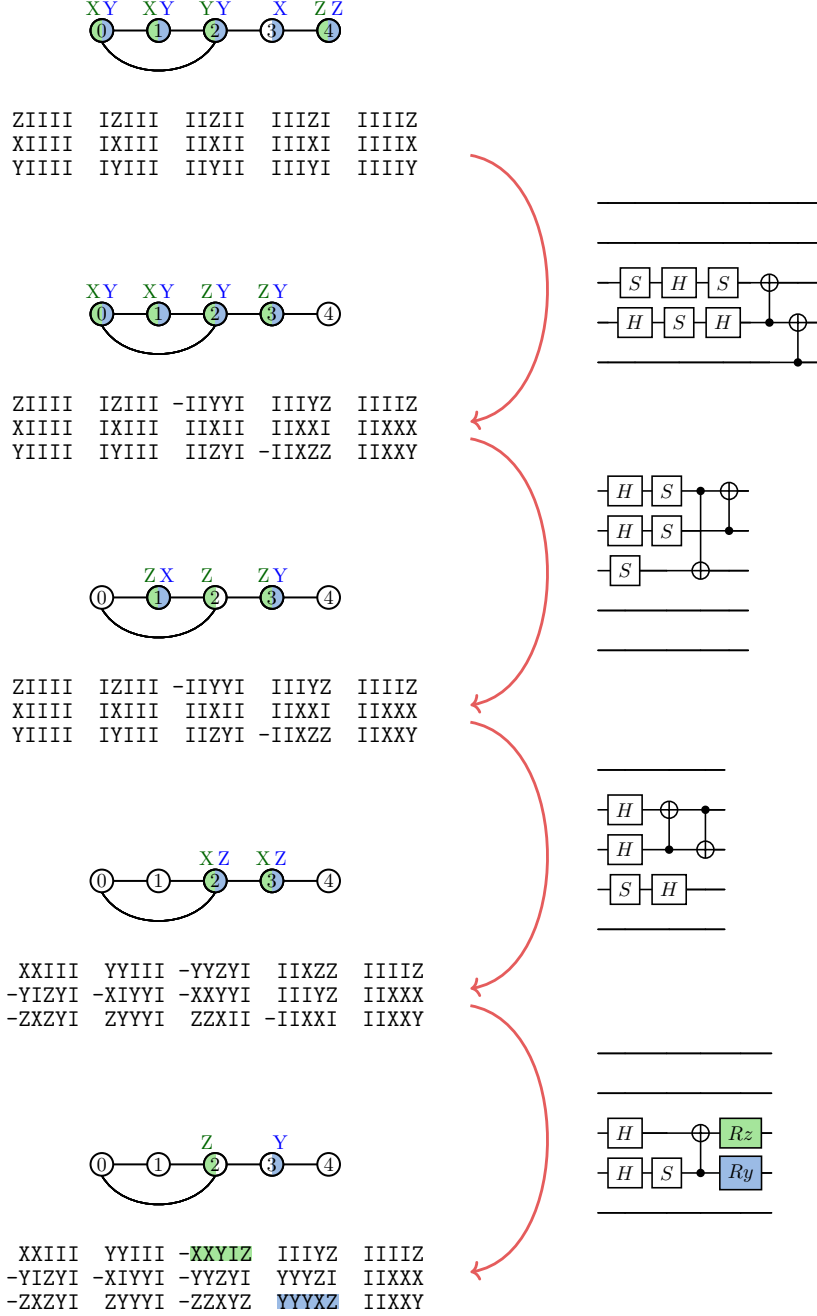 XY XY YY X ZZ
0 1 2 3 4
ZIIII IZIII IIZII IIIZI IIIIZ
XIIII IXIII IIXII IIIXI IIIIX
YIIII IYIII IIYII IIIYI IIIIY
S H S
H S H
XY XY ZY ZY
0 1 2 3 4
ZIIII IZIII -IIYYI IIIYZ IIIIZ
XIIII IXIII IIXII IIXXI IIXXX
YIIII IYIII IIZYI -IIXZZ IIXXY
H S
H S
S
ZX Z ZY
0 1 2 3 4
ZIIII IZIII -IIYYI IIIYZ IIIIZ
XIIII IXIII IIXII IIXXI IIXXX
YIIII IYIII IIZYI -IIXZZ IIXXY
H
H
S H
XZ XZ
0 1 2 3 4
XXIII YYIII -YYZYI IIXZZ IIIIZ
-YIZYI -XIYYI -XXYYI IIIYZ IIXXX
-ZXZYI ZYYYI ZZXII -IIXXI IIXXY
H Rz
H S Ry
Z Y
0 1 2 3 4
XXIII YYIII -XXYIZ IIIYZ IIIIZ
-YIZYI -XIYYI -YYZYI YYYZI IIXXX
-ZXZYI ZYYYI -ZZXYZ YYYXZ IIXXY